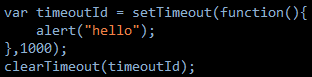 var timeoutId = setTimeout(function(){
    alert("hello");
},1000);
clearTimeout(timeoutId);